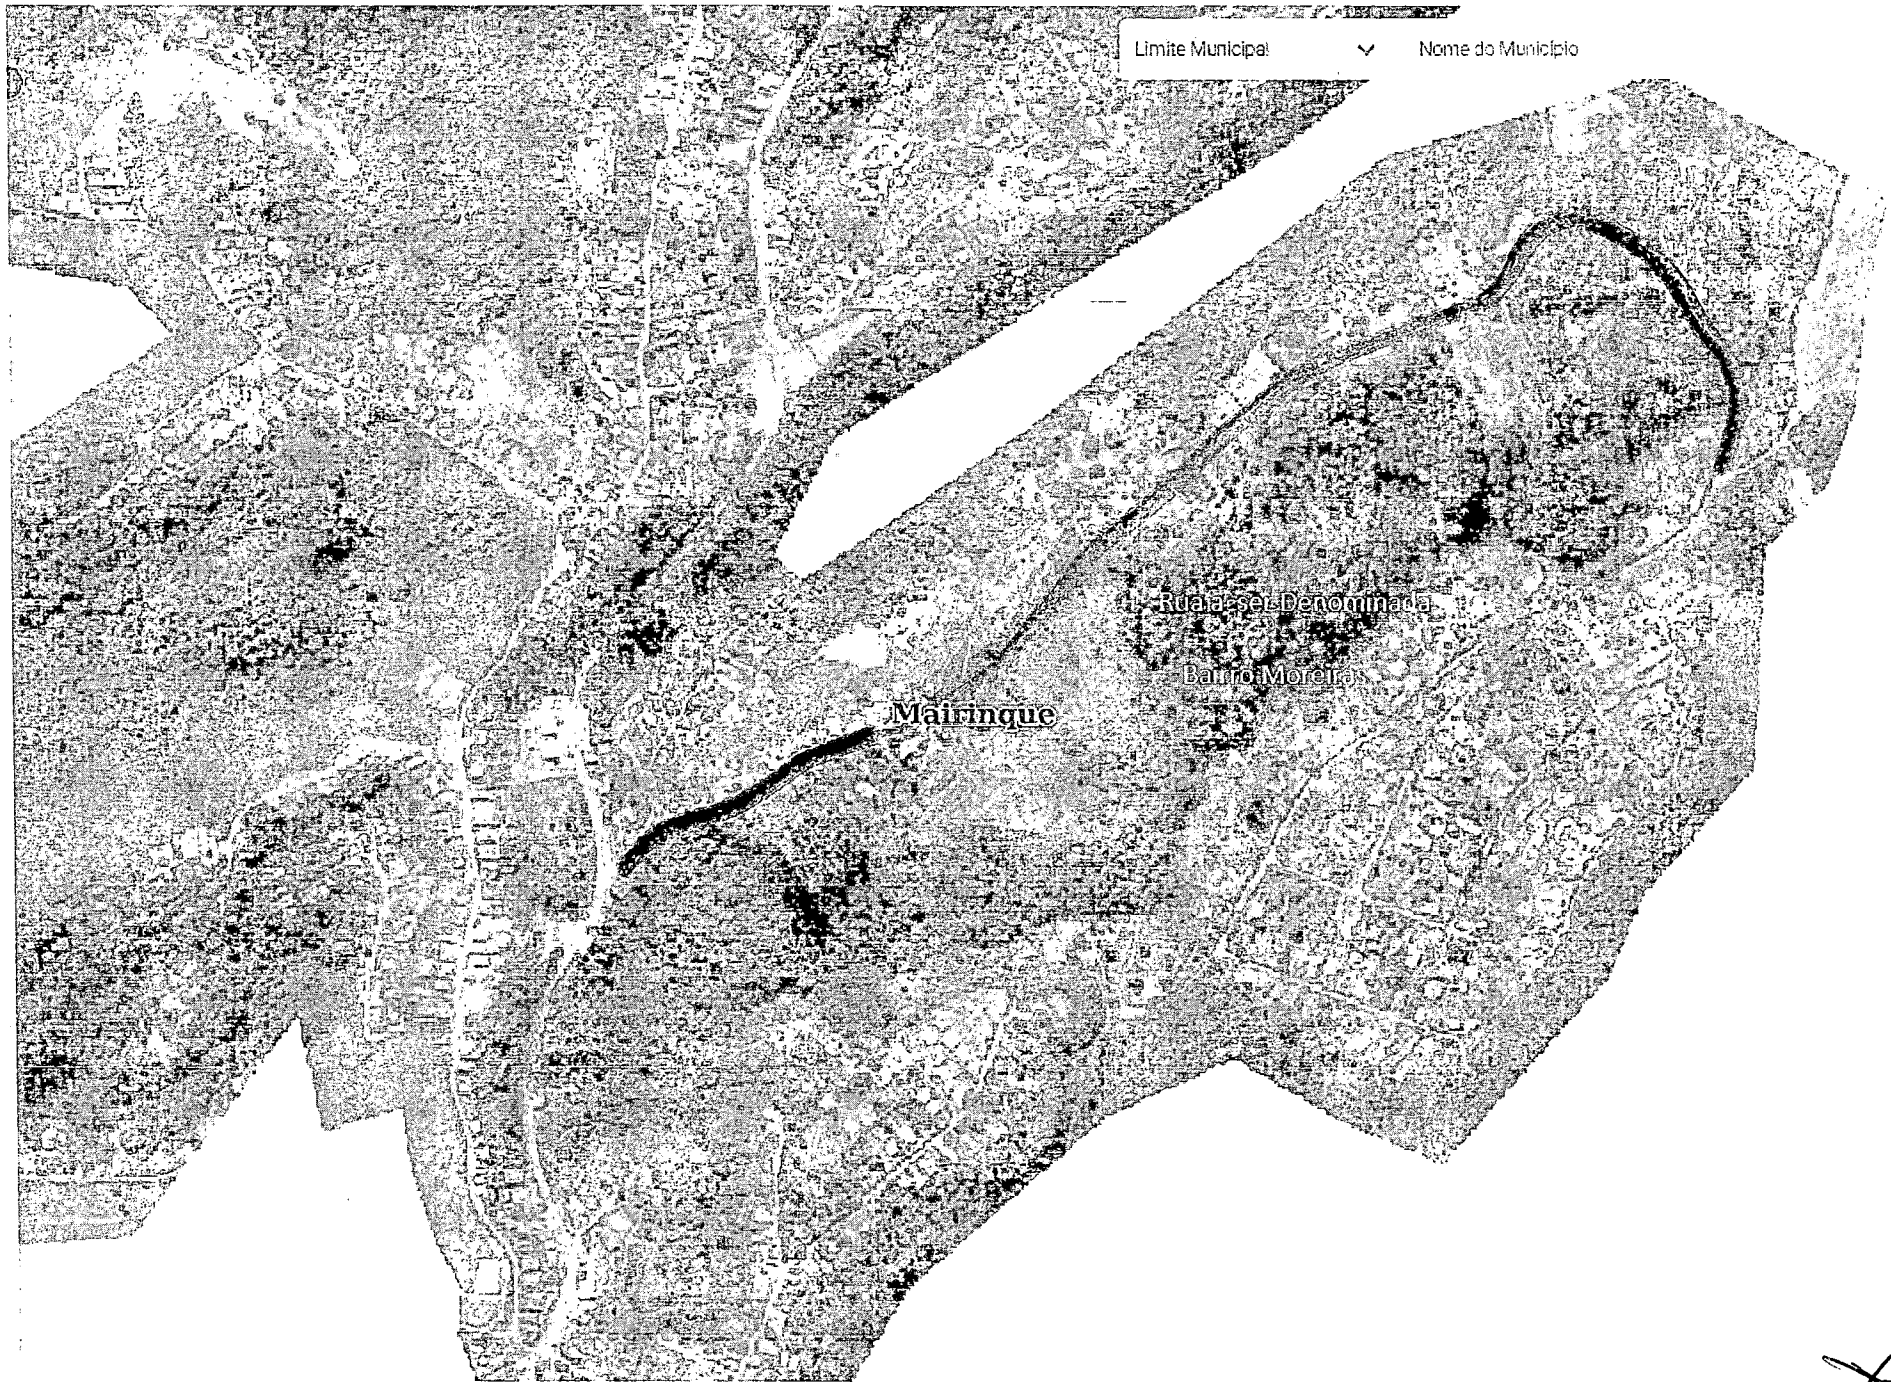 Limite Municipal
Nome do Município
Rua a ser Denominada
Bairro Moreiras
Mairinque